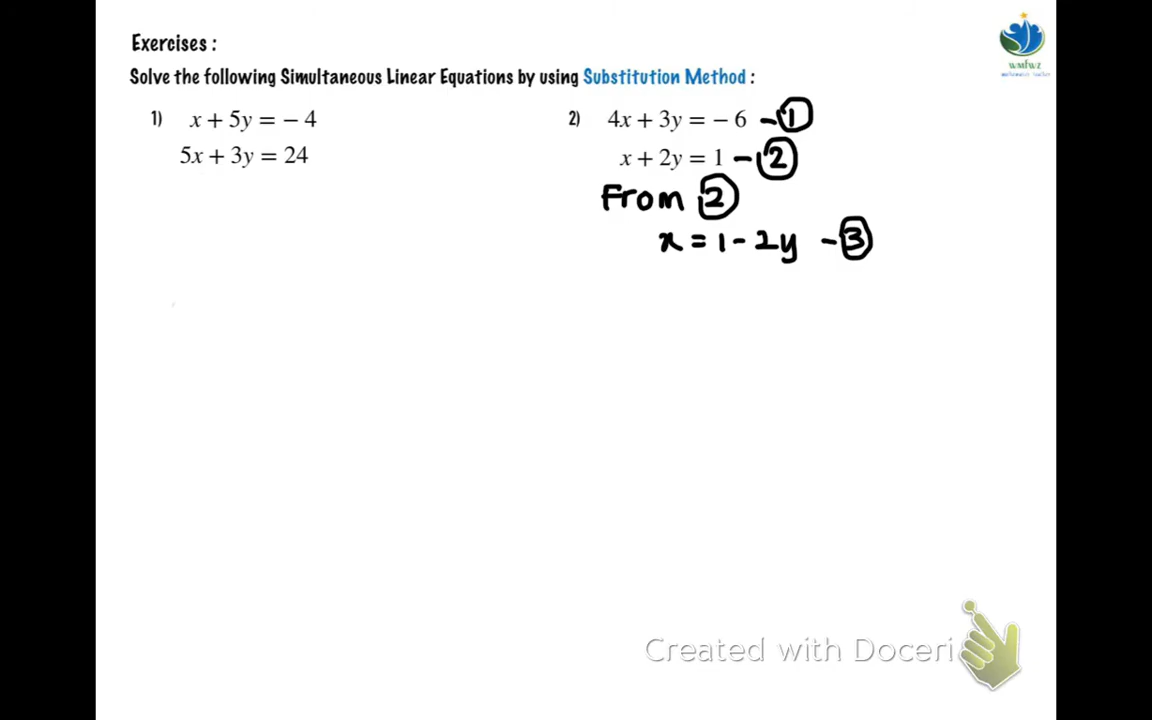 Exercises :
Solve the following Simultaneous Linear Equations by using Substitution Method :
1) x + 5y = − 4
5x + 3y = 24
2) 4x + 3y = − 6 - 1
x + 2y = 1 - 2
From 2
x = 1 - 2y - 3
WMFWZ
Created with Doceri